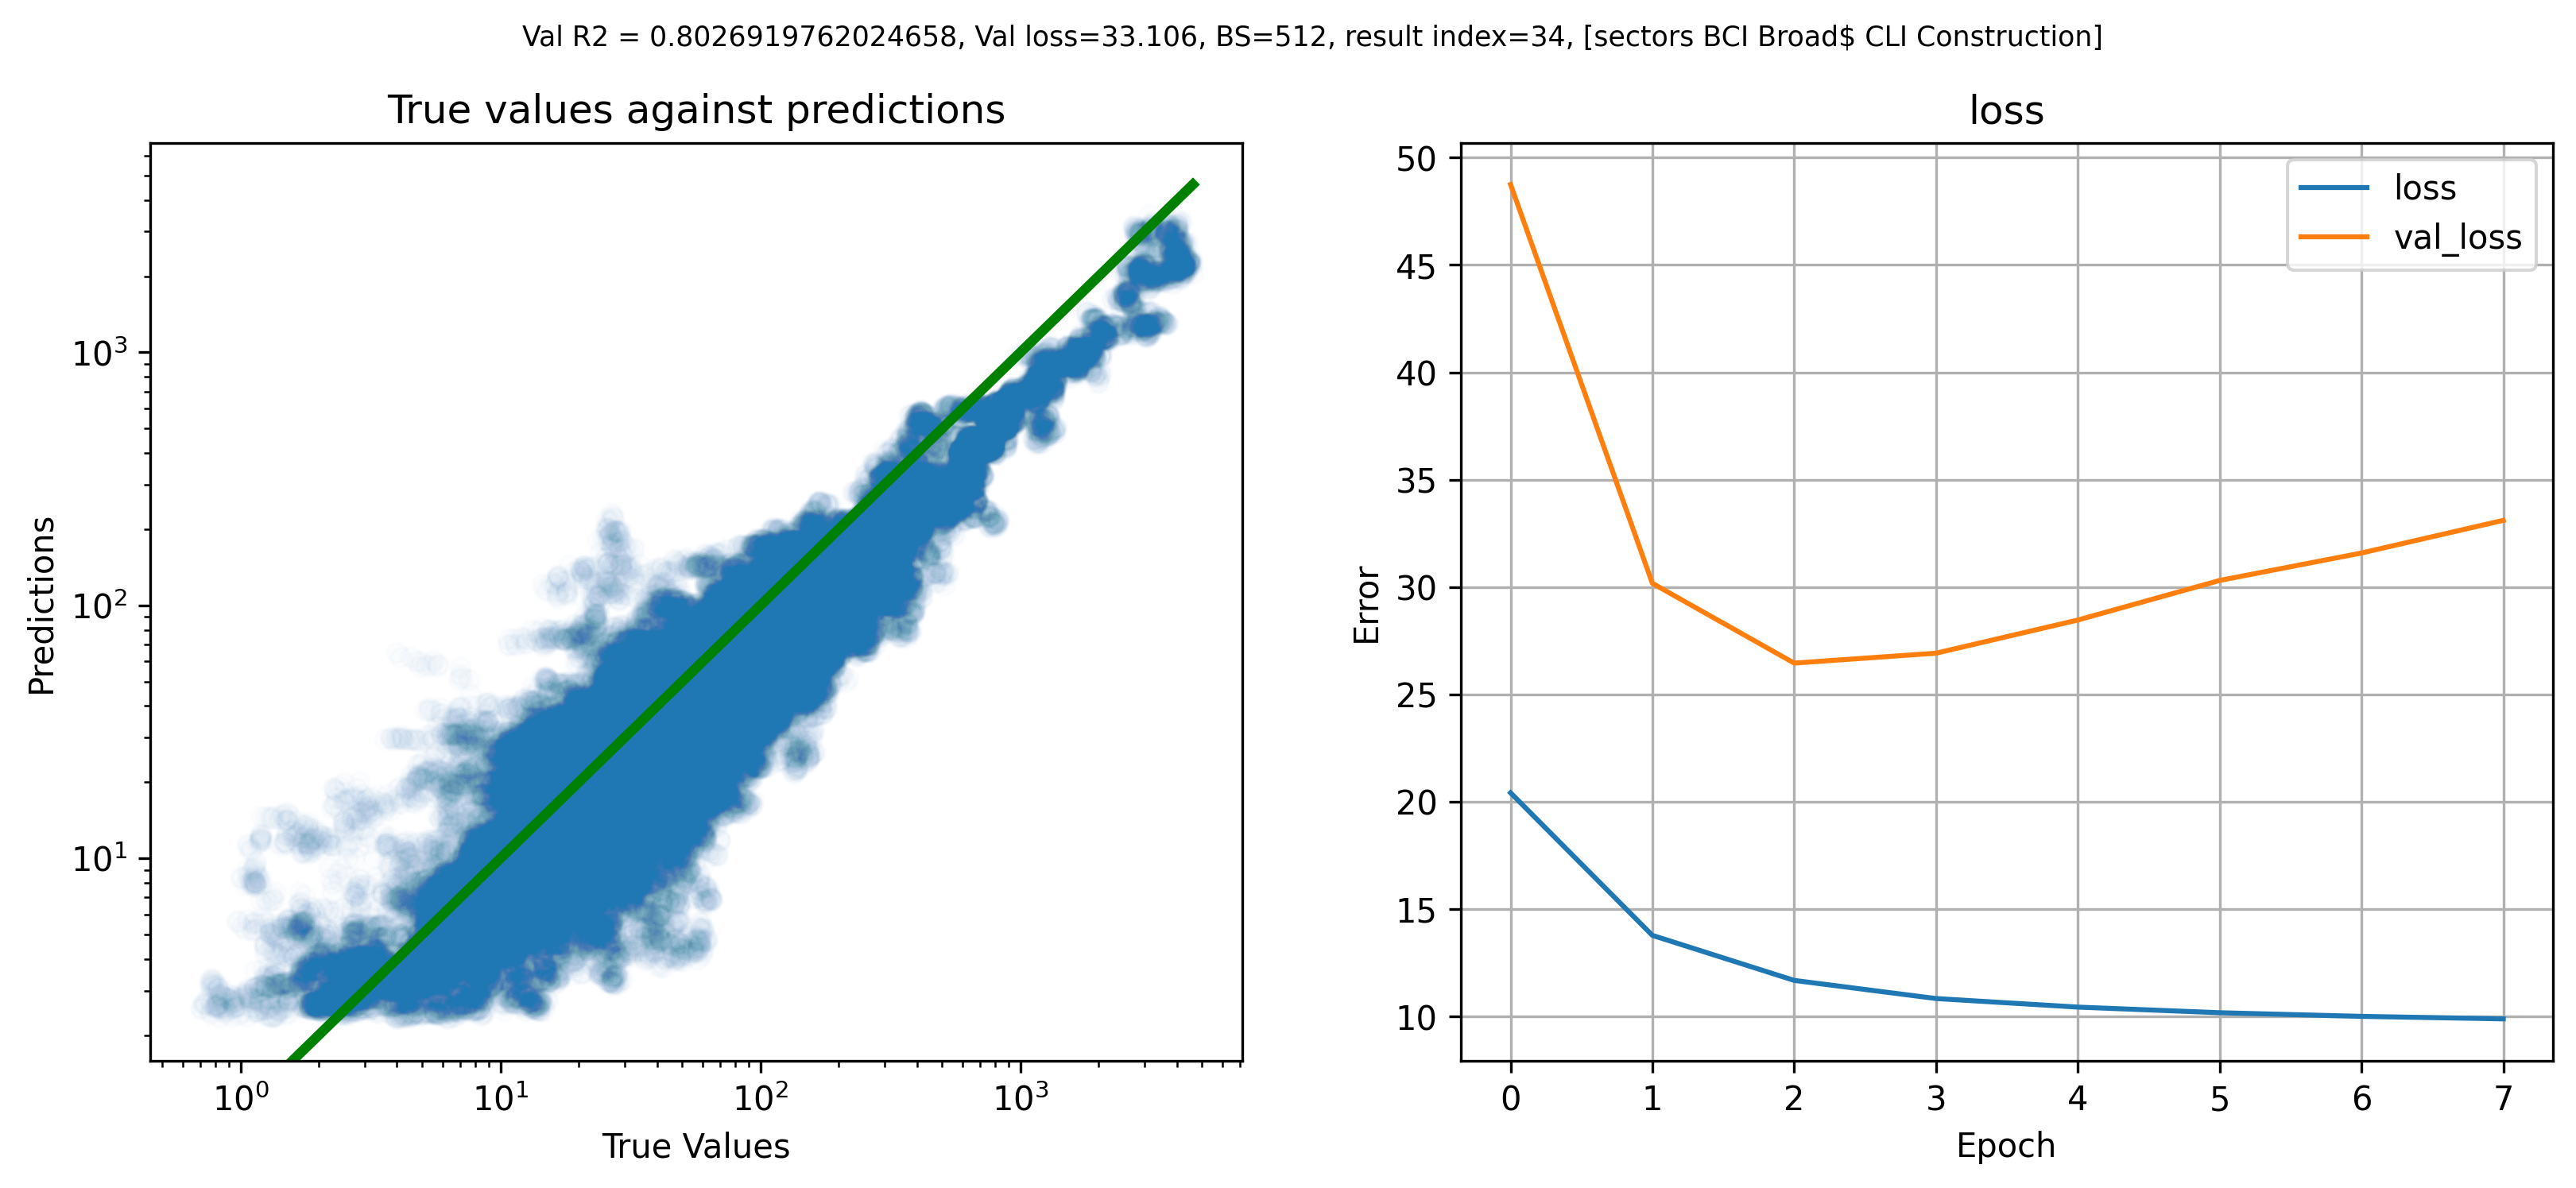 Val R2 = 0.8026919762024658, Val loss=33.106, BS=512, result index=34, [sectors BCI Broad$ CLI Construction]
True values against predictions
Predictions
10³
10²
10¹
10⁰ 10¹ 10² 10³
True Values
loss
Error
50
45
40
35
30
25
20
15
10
loss
val_loss
0 1 2 3 4 5 6 7
Epoch